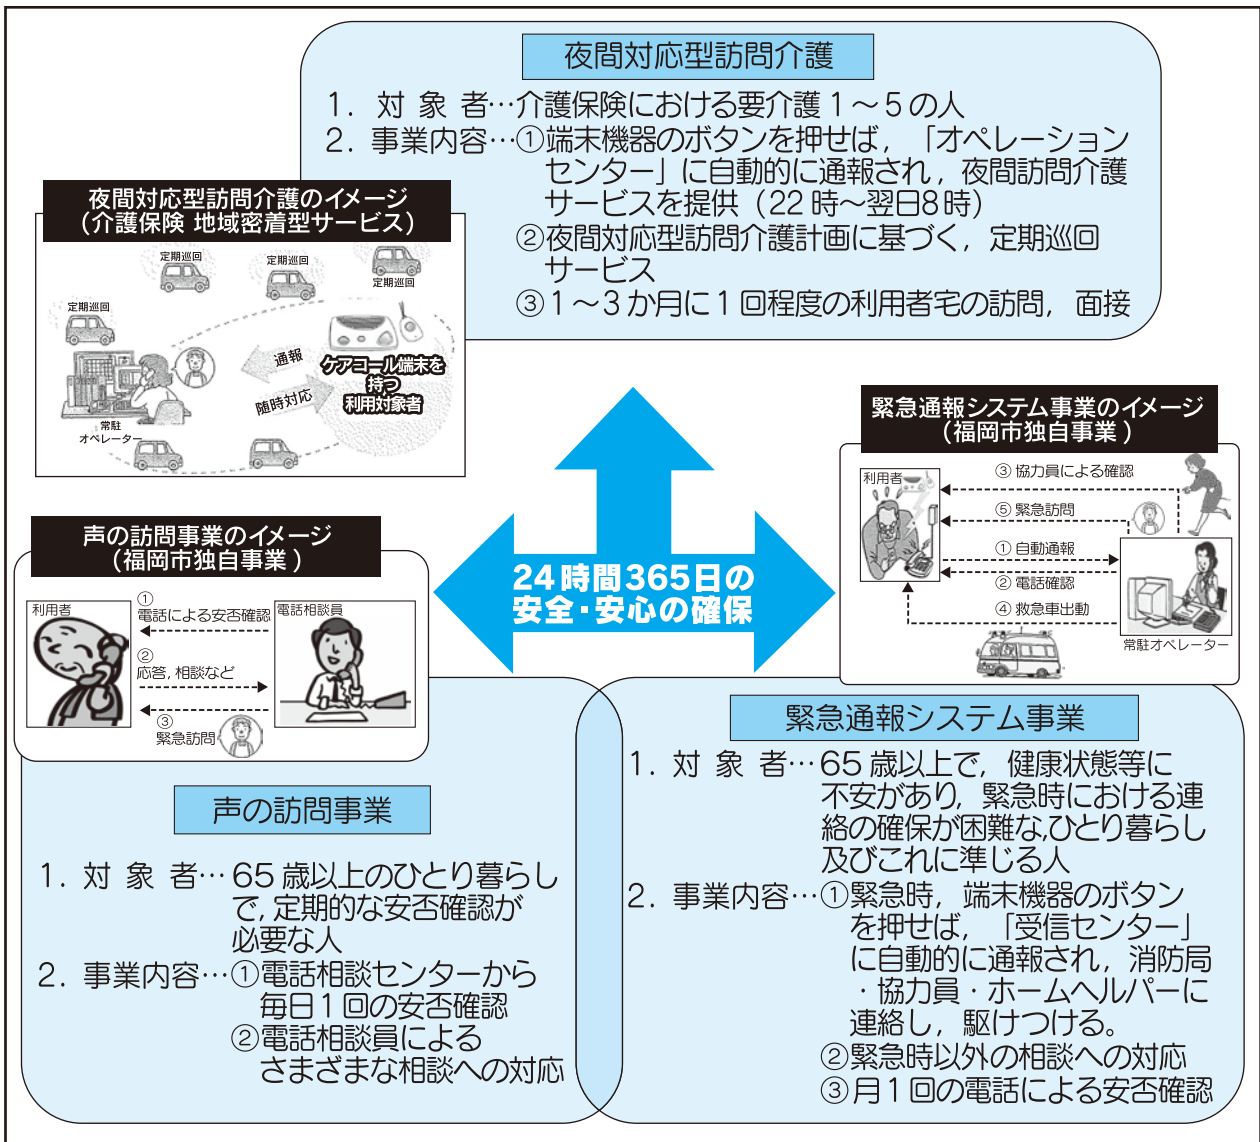 夜間対応型訪問介護
1. 対 象 者…介護保険における要介護1～5の人
2. 事業内容…①端末機器のボタンを押せば，「オペレーション
センター」に自動的に通報され，夜間訪問介護
サービスを提供（22時～翌日8時）
②夜間対応型訪問介護計画に基づく，定期巡回
サービス
③1～3か月に1回程度の利用者宅の訪問，面接
夜間対応型訪問介護のイメージ
（介護保険 地域密着型サービス）
定期巡回
定期巡回
定期巡回
定期巡回
通報
随時対応
ケアコール端末を
持つ
利用対象者
常駐
オペレーター
緊急通報システム事業のイメージ
（福岡市独自事業）
利用者
③ 協力員による確認
⑤ 緊急訪問
① 自動通報
② 電話確認
④ 救急車出動
常駐オペレーター
24時間365日の
安全・安心の確保
声の訪問事業のイメージ
（福岡市独自事業）
利用者
①
電話による安否確認
電話相談員
②
応答，相談など
③
緊急訪問
声の訪問事業
1. 対 象 者…65歳以上のひとり暮らし
で，定期的な安否確認が
必要な人
2. 事業内容…①電話相談センターから
毎日1回の安否確認
②電話相談員による
さまざまな相談への対応
緊急通報システム事業
1. 対 象 者…65歳以上で，健康状態等に
不安があり，緊急時における連
絡の確保が困難な，ひとり暮らし
及びこれに準じる人
2. 事業内容…①緊急時，端末機器のボタン
を押せば，「受信センター」
に自動的に通報され，消防局
・協力員・ホームヘルパーに
連絡し，駆けつける。
②緊急時以外の相談への対応
③月1回の電話による安否確認